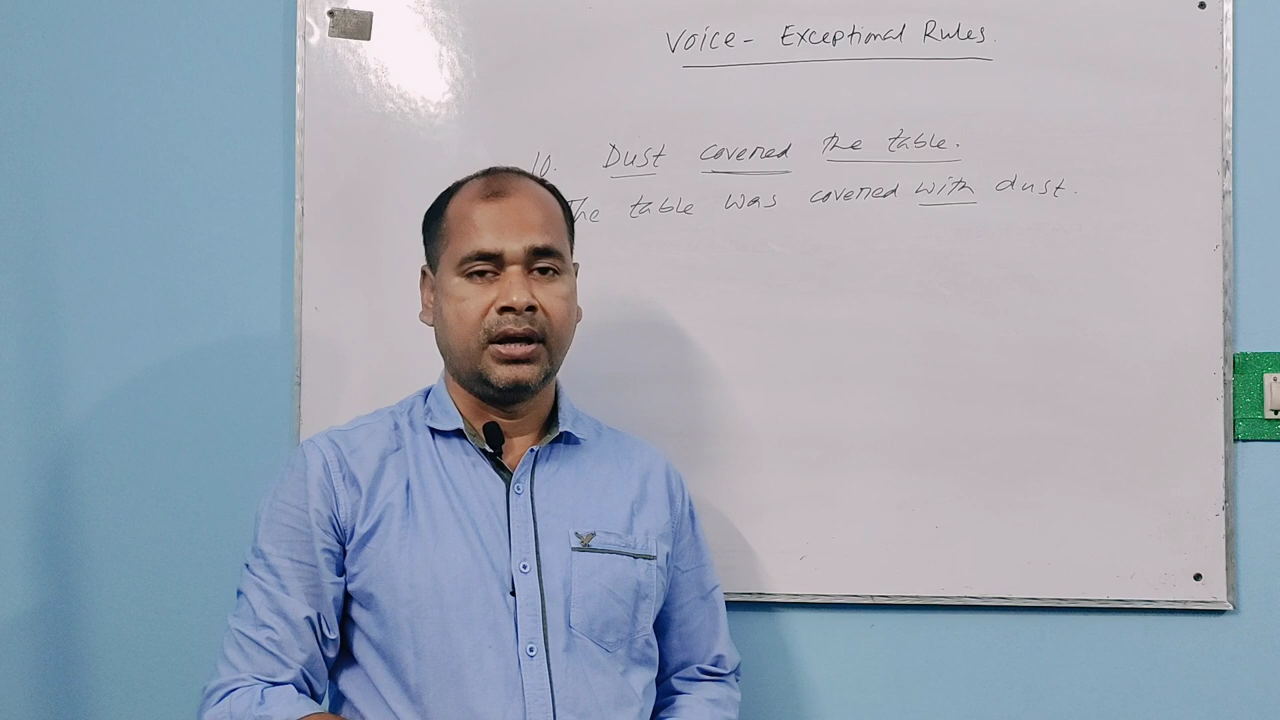 Voice - Exceptional Rules.
10. Dust covered the table.
The table was covered with dust.